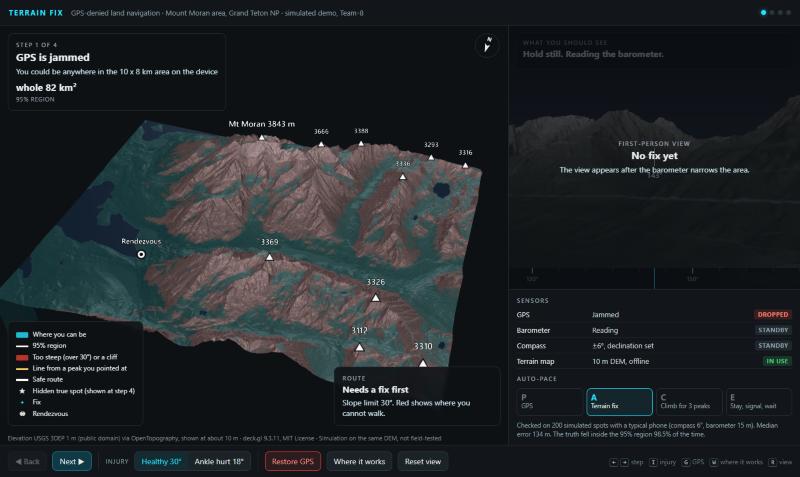 TERRAIN FIX
GPS-denied land navigation · Mount Moran area, Grand Teton NP · simulated demo, Team-8
STEP 1 OF 4
GPS is jammed
You could be anywhere in the 10 x 8 km area on the device
whole 82 km²
95% REGION
N
Mt Moran 3843 m
3666
3388
3293
3316
3336
Rendezvous
3369
3326
3112
3310
Where you can be
95% region
Too steep (over 30°) or a cliff
Line from a peak you pointed at
Safe route
Hidden true spot (shown at step 4)
Fix
Rendezvous
ROUTE
Needs a fix first
Slope limit 30°. Red shows where you
cannot walk.
Elevation USGS 3DEP 1 m (public domain) via OpenTopography, shown at about 10 m · deck.gl 9.3.11, MIT License · Simulation on the same DEM, not field-tested
WHAT YOU SHOULD SEE
Hold still. Reading the barometer.
FIRST-PERSON VIEW
No fix yet
The view appears after the barometer narrows the area.
120°
150°
SENSORS
GPS Jammed DROPPED
Barometer Reading STANDBY
Compass ±6°, declination set STANDBY
Terrain map 10 m DEM, offline IN USE
AUTO-PACE
P GPS
A Terrain fix
C Climb for 3 peaks
E Stay, signal, wait
Checked on 200 simulated spots with a typical phone (compass 6°, barometer 15 m). Median
error 134 m. The truth fell inside the 95% region 98.5% of the time.
◀ Back Next ▶ INJURY Healthy 30° Ankle hurt 18° Restore GPS Where it works Reset view
← → step I injury G GPS W where it works R view